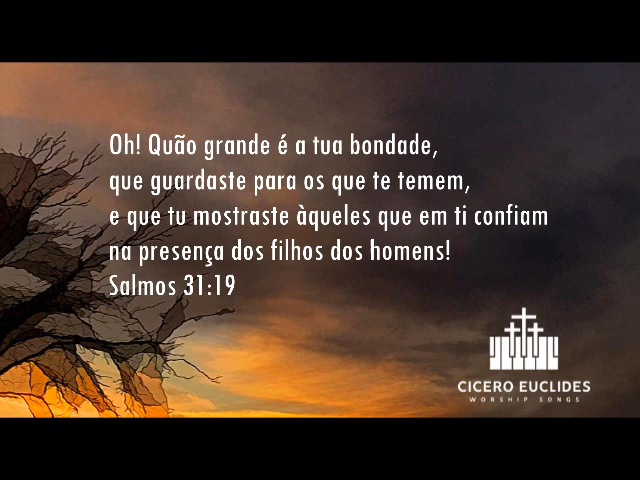 Oh! Quão grande é a tua bondade,
que guardaste para os que te temem,
e que tu mostraste àqueles que em ti confiam
na presença dos filhos dos homens!
Salmos 31:19
CICERO EUCLIDES
WORSHIP SONGS